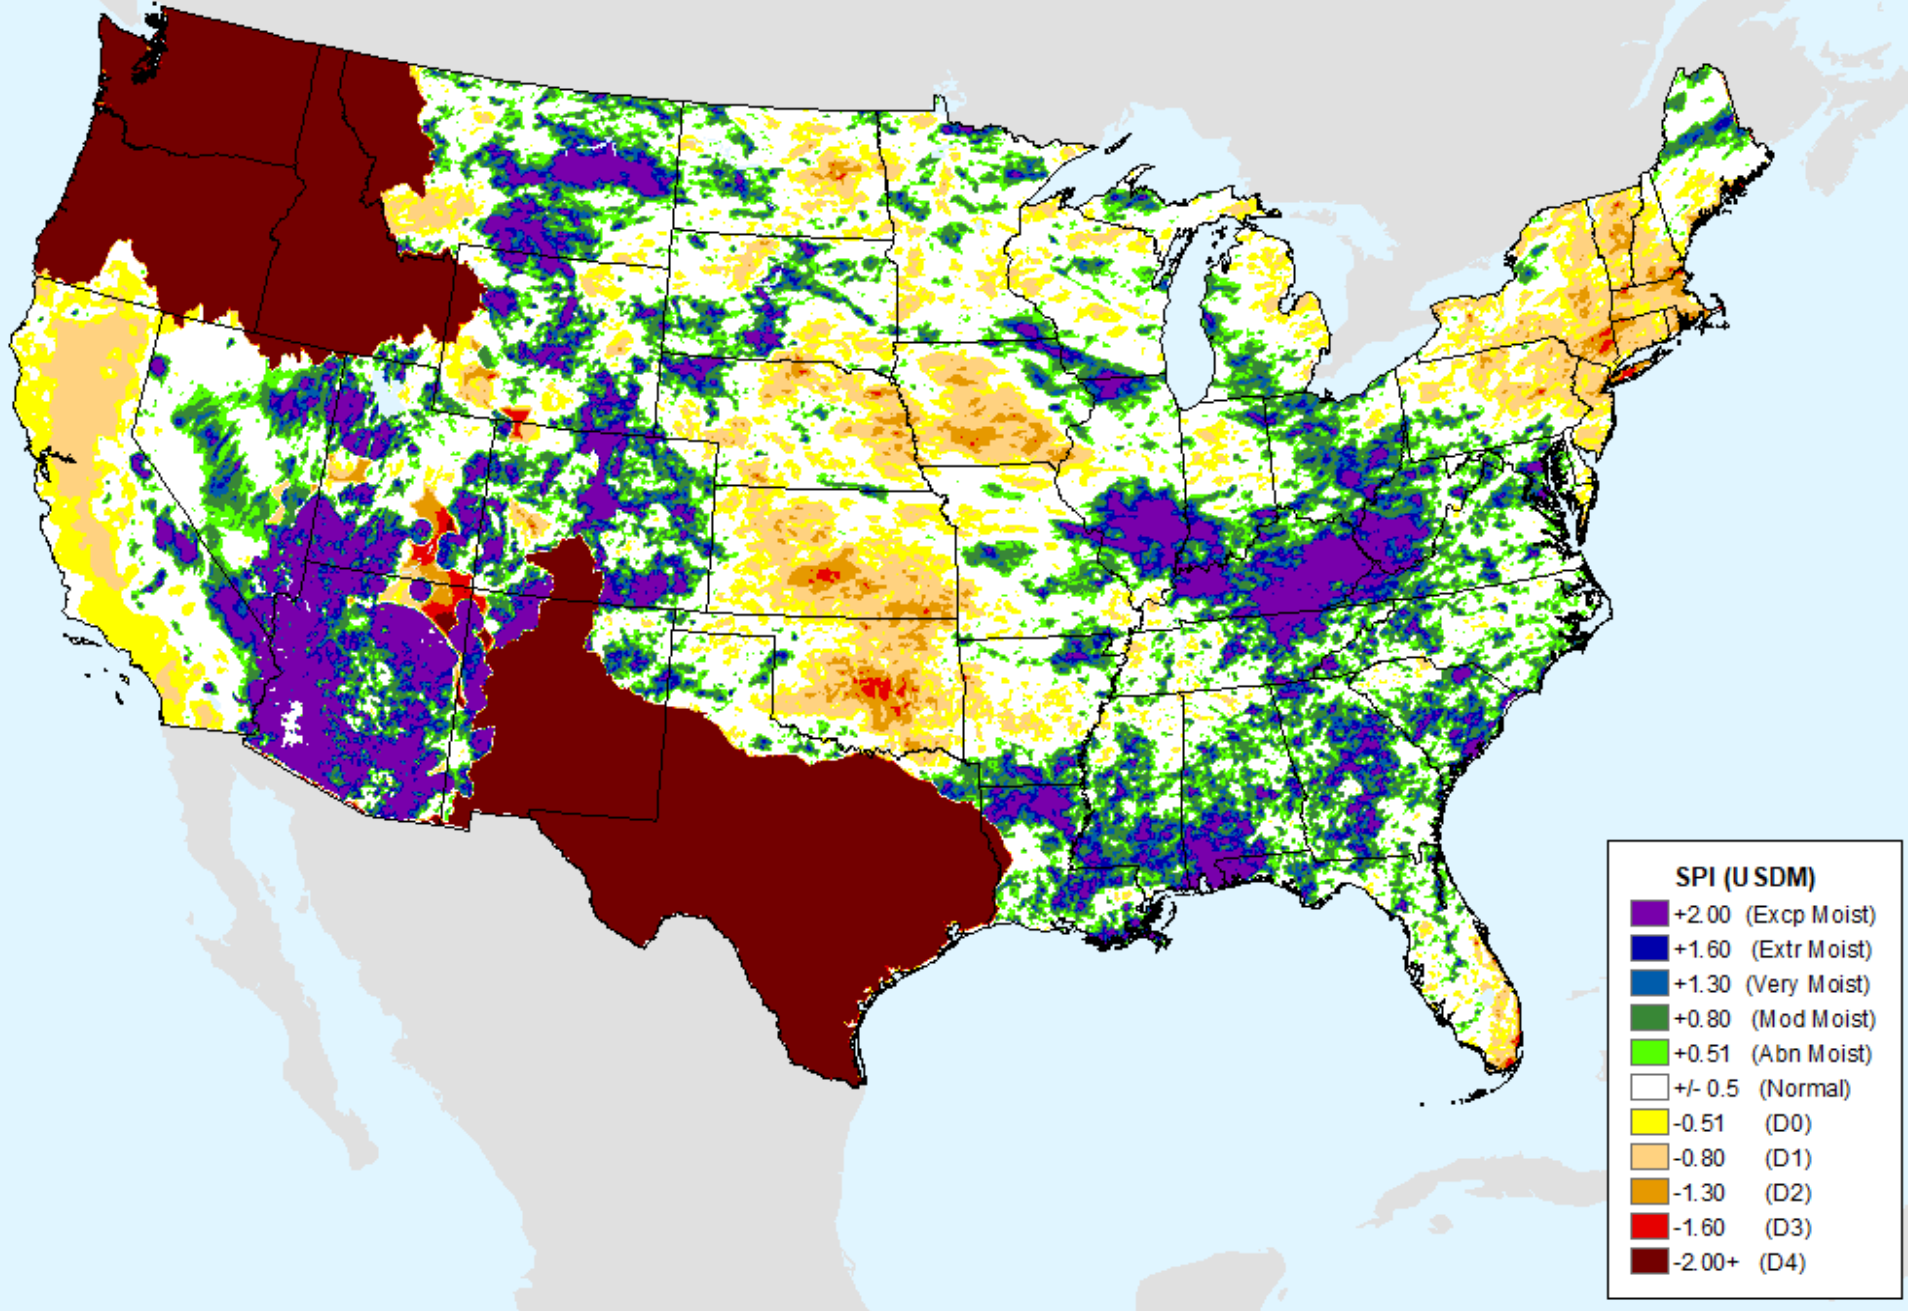 SPI (USDM)
+2.00 (Excp Moist)
+1.60 (Extr Moist)
+1.30 (Very Moist)
+0.80 (Mod Moist)
+0.51 (Abn Moist)
+/- 0.5 (Normal)
-0.51 (D0)
-0.80 (D1)
-1.30 (D2)
-1.60 (D3)
-2.00+ (D4)